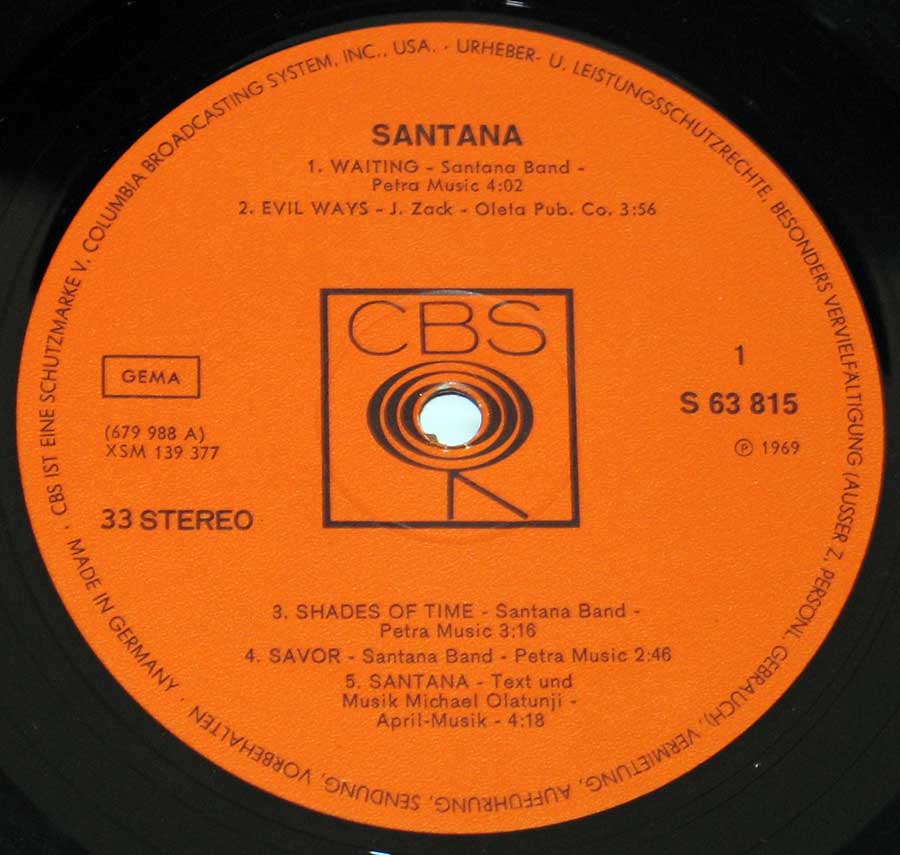 · CBS IST EINE SCHUTZMARKE V. COLUMBIA BROADCASTING SYSTEM, INC., USA. · URHEBER- U. LEISTUNGSSCHUTZRECHTE, BESONDERS VERVIELFÄLTIGUNG (AUSSER Z. PERSÖNL. GEBRAUCH), VERMIETUNG, AUFFÜHRUNG, SENDUNG, VORBEHALTEN · MADE IN GERMANY ·
SANTANA
1. WAITING - Santana Band -
Petra Music 4:02
2. EVIL WAYS - J. Zack - Oleta Pub. Co. 3:56
CBS
GEMA
(679 988 A)
XSM 139 377
33 STEREO
1
S 63 815
℗ 1969
3. SHADES OF TIME - Santana Band -
Petra Music 3:16
4. SAVOR - Santana Band - Petra Music 2:46
5. SANTANA - Text und
Musik Michael Olatunji -
April-Musik - 4:18